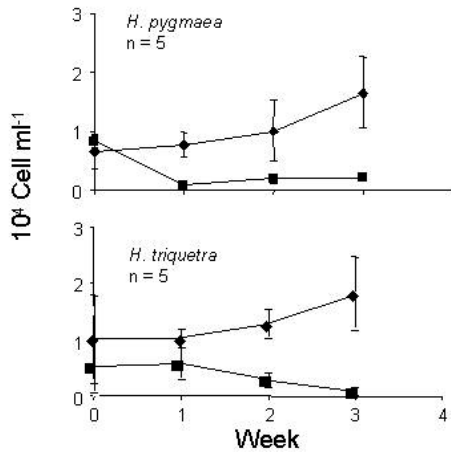 3
H. pygmaea
n = 5
2
1
0
10⁴ Cell ml⁻¹
3
H. triquetra
n = 5
2
1
0
0 1 2 3 4
Week